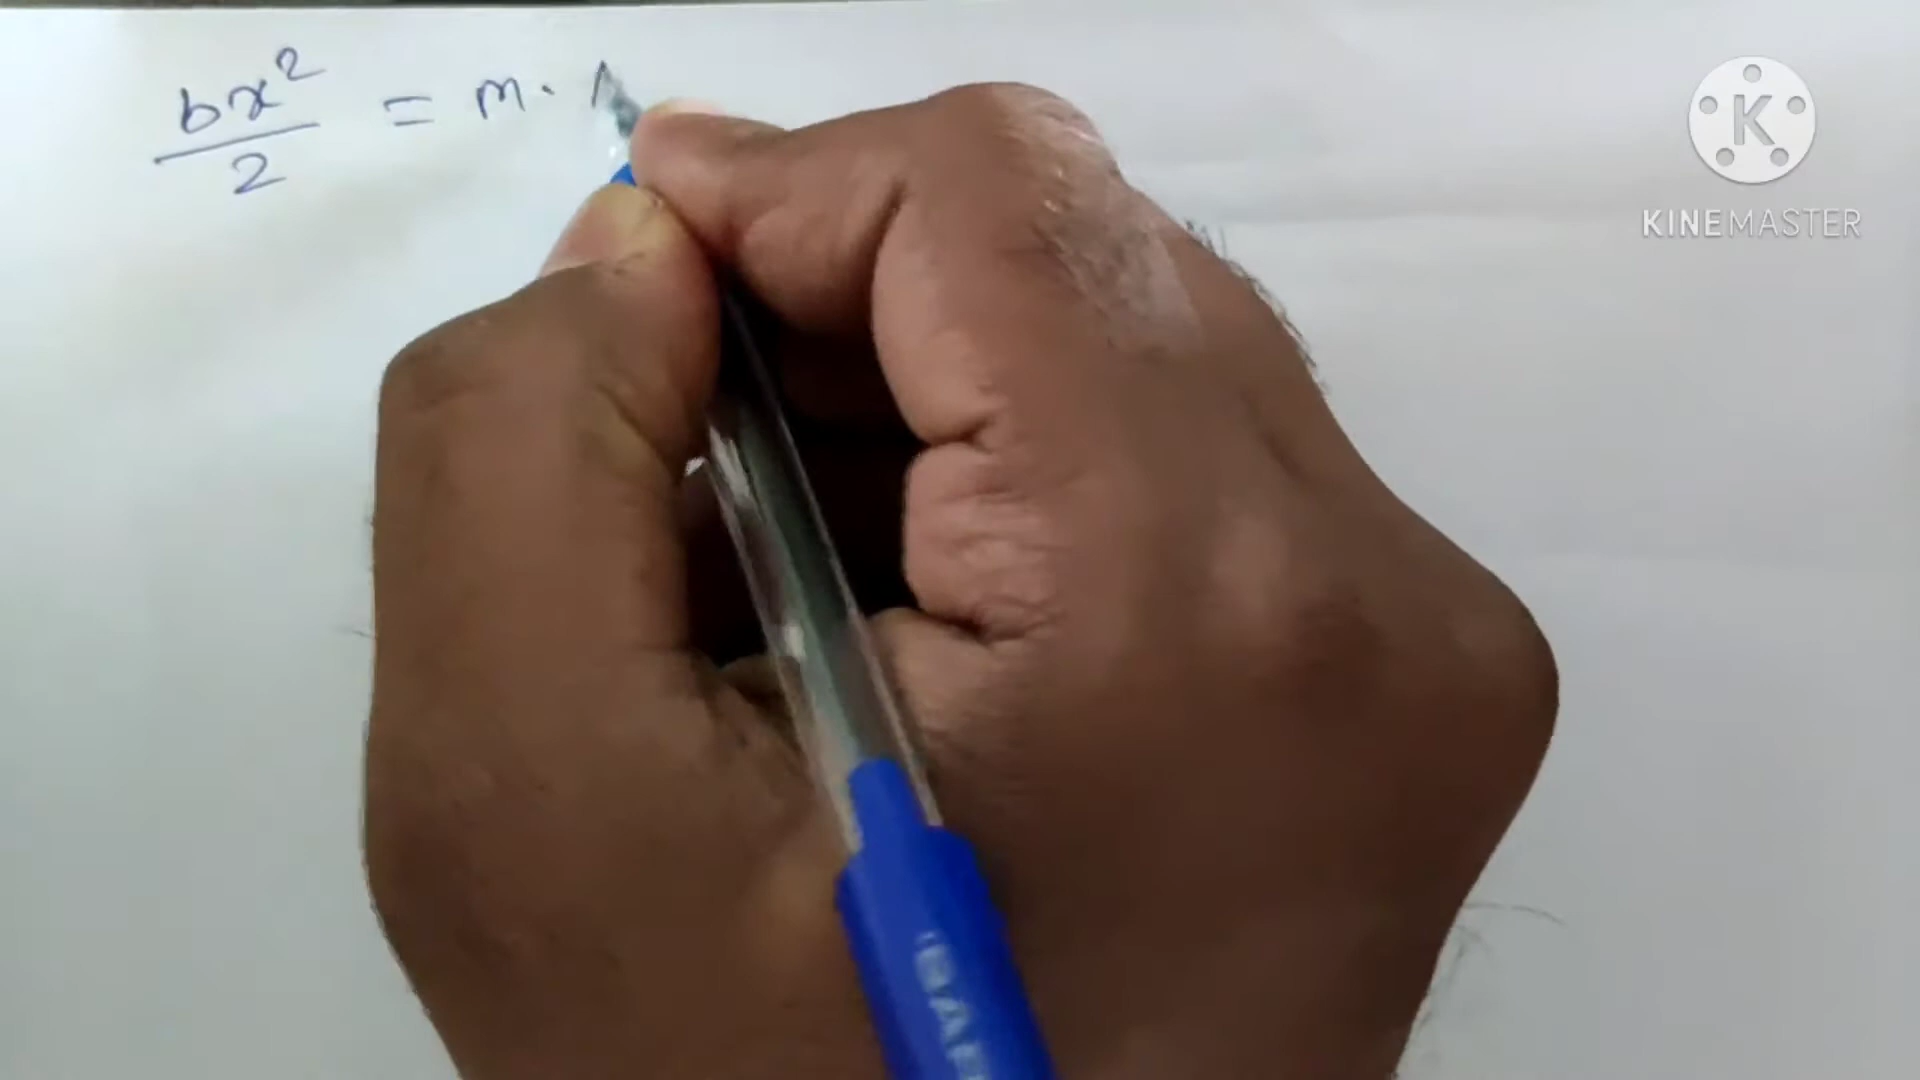 bx²/2 = m. A
K
KINEMASTER